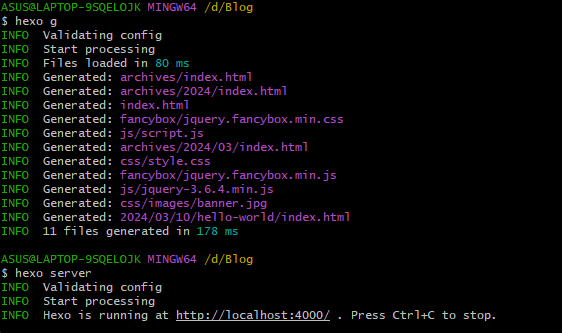 ASUS@LAPTOP-9SQELOJK MINGW64 /d/Blog
$ hexo g
INFO  Validating config
INFO  Start processing
INFO  Files loaded in 80 ms
INFO  Generated: archives/index.html
INFO  Generated: archives/2024/index.html
INFO  Generated: index.html
INFO  Generated: fancybox/jquery.fancybox.min.css
INFO  Generated: js/script.js
INFO  Generated: archives/2024/03/index.html
INFO  Generated: css/style.css
INFO  Generated: fancybox/jquery.fancybox.min.js
INFO  Generated: js/jquery-3.6.4.min.js
INFO  Generated: css/images/banner.jpg
INFO  Generated: 2024/03/10/hello-world/index.html
INFO  11 files generated in 178 ms
ASUS@LAPTOP-9SQELOJK MINGW64 /d/Blog
$ hexo server
INFO  Validating config
INFO  Start processing
INFO  Hexo is running at http://localhost:4000/ . Press Ctrl+C to stop.